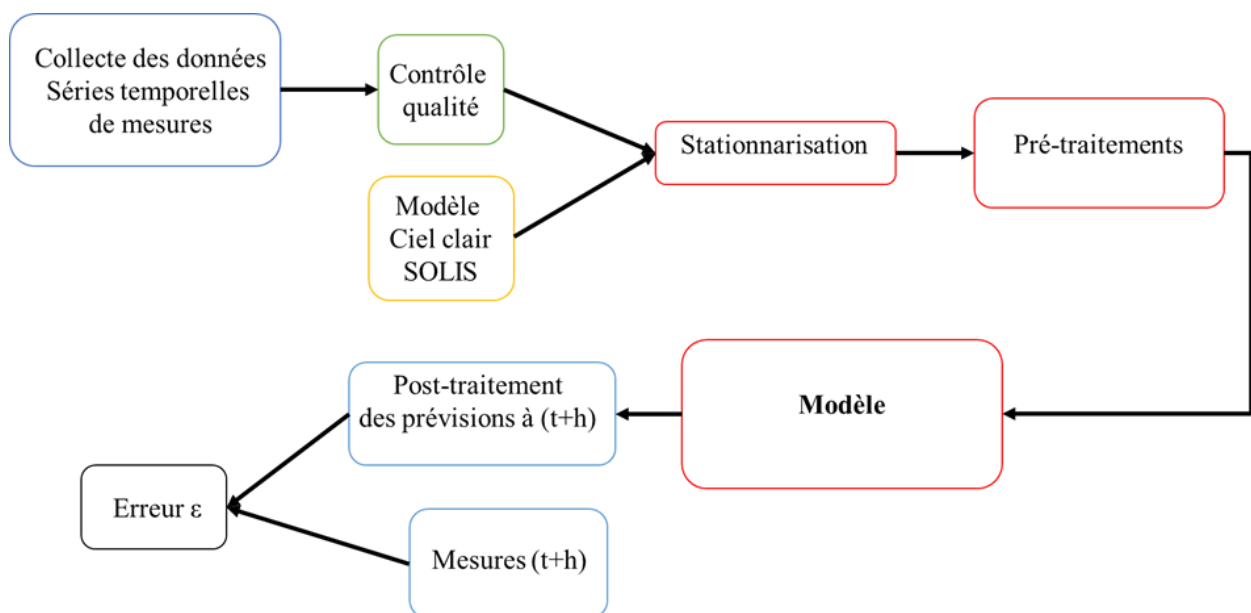 Collecte des données
Séries temporelles
de mesures
Contrôle
qualité
Modèle
Ciel clair
SOLIS
Stationnarisation
Pré-traitements
Modèle
Post-traitement
des prévisions à (t+h)
Erreur ε
Mesures (t+h)